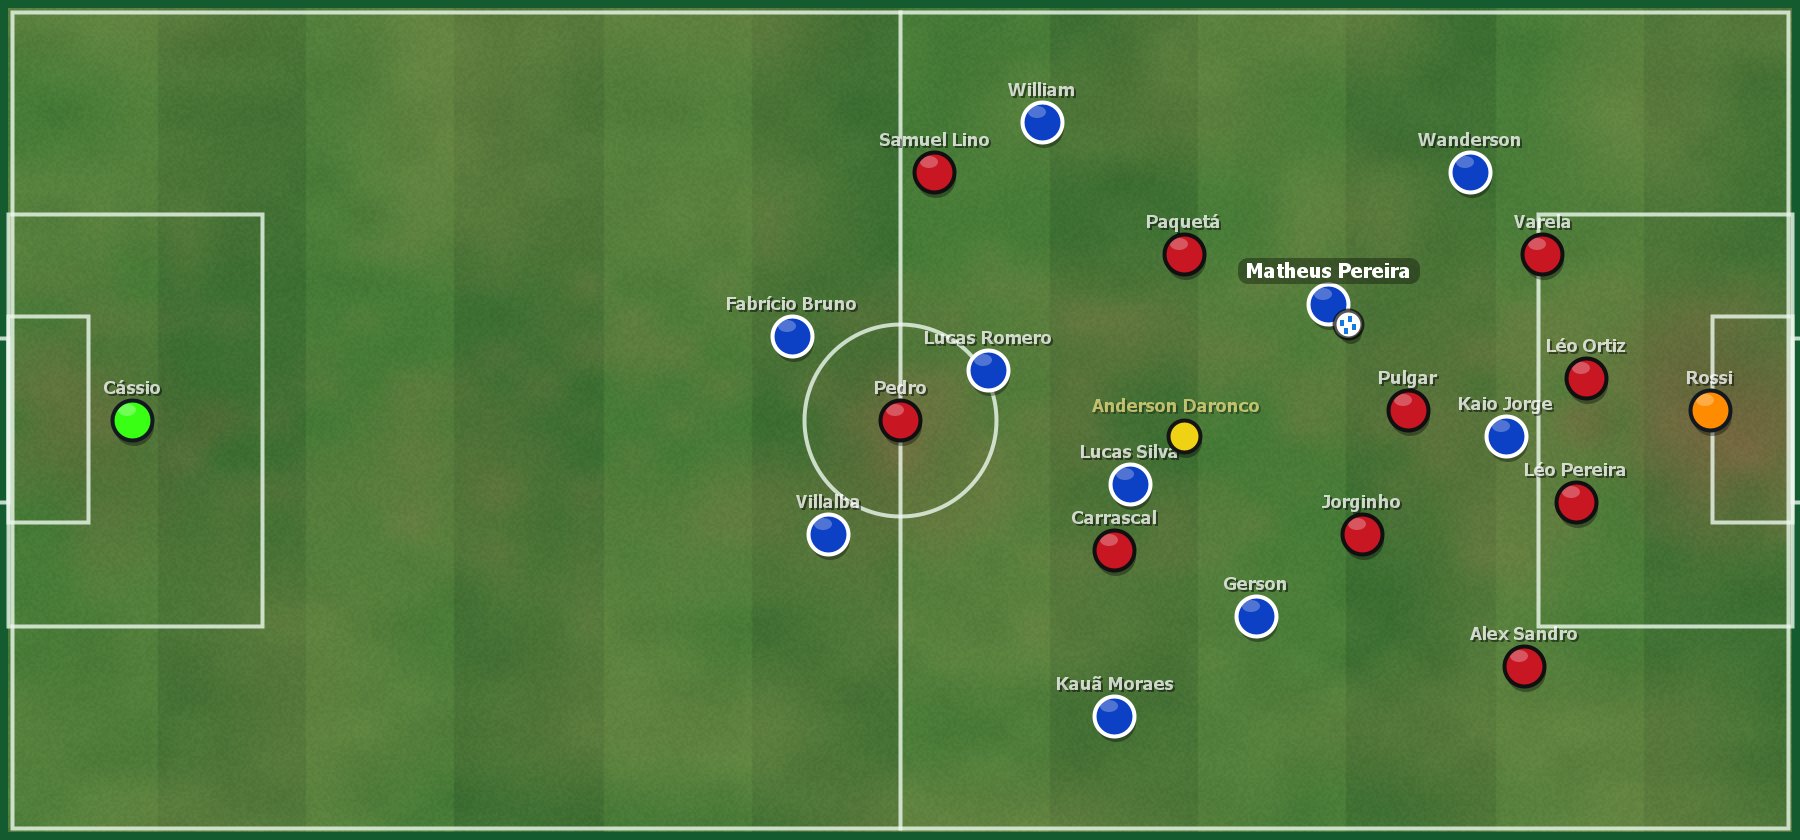 William
Samuel Lino
Wanderson
Paquetá
Varela
Matheus Pereira
Fabrício Bruno
Lucas Romero
Léo Ortiz
Cássio
Pedro
Pulgar
Rossi
Anderson Daronco
Kaio Jorge
Lucas Silva
Léo Pereira
Villalba
Jorginho
Carrascal
Gerson
Alex Sandro
Kauã Moraes